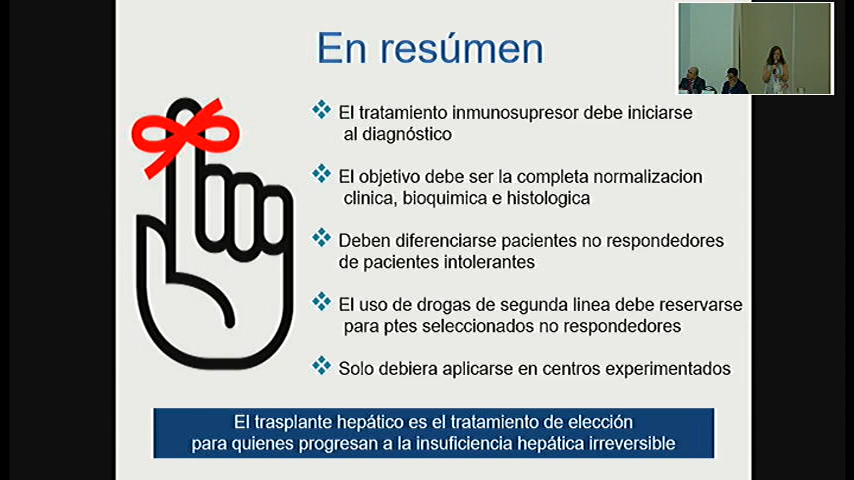 En resúmen
El tratamiento inmunosupresor debe iniciarse
al diagnóstico
El objetivo debe ser la completa normalizacion
clinica, bioquimica e histologica
Deben diferenciarse pacientes no respondedores
de pacientes intolerantes
El uso de drogas de segunda linea debe reservarse
para ptes seleccionados no respondedores
Solo debiera aplicarse en centros experimentados
El trasplante hepático es el tratamiento de elección
para quienes progresan a la insuficiencia hepática irreversible